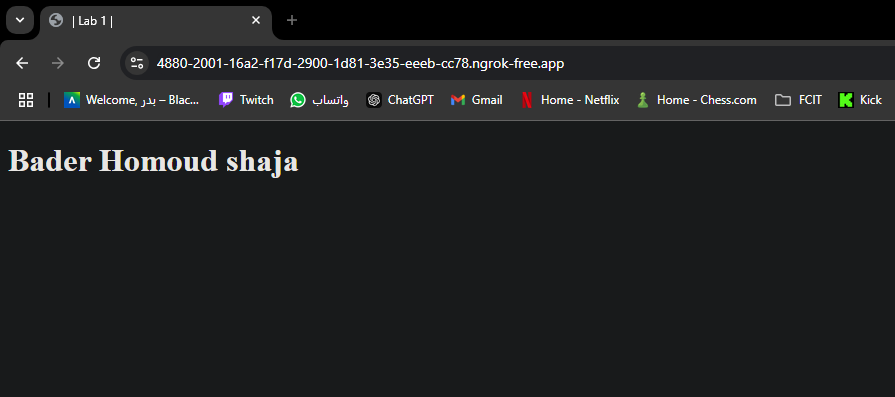 | Lab 1 |
4880-2001-16a2-f17d-2900-1d81-3e35-eeeb-cc78.ngrok-free.app
Welcome, بدر – Blac... Twitch واتساب ChatGPT Gmail Home - Netflix Home - Chess.com FCIT Kick
Bader Homoud shaja